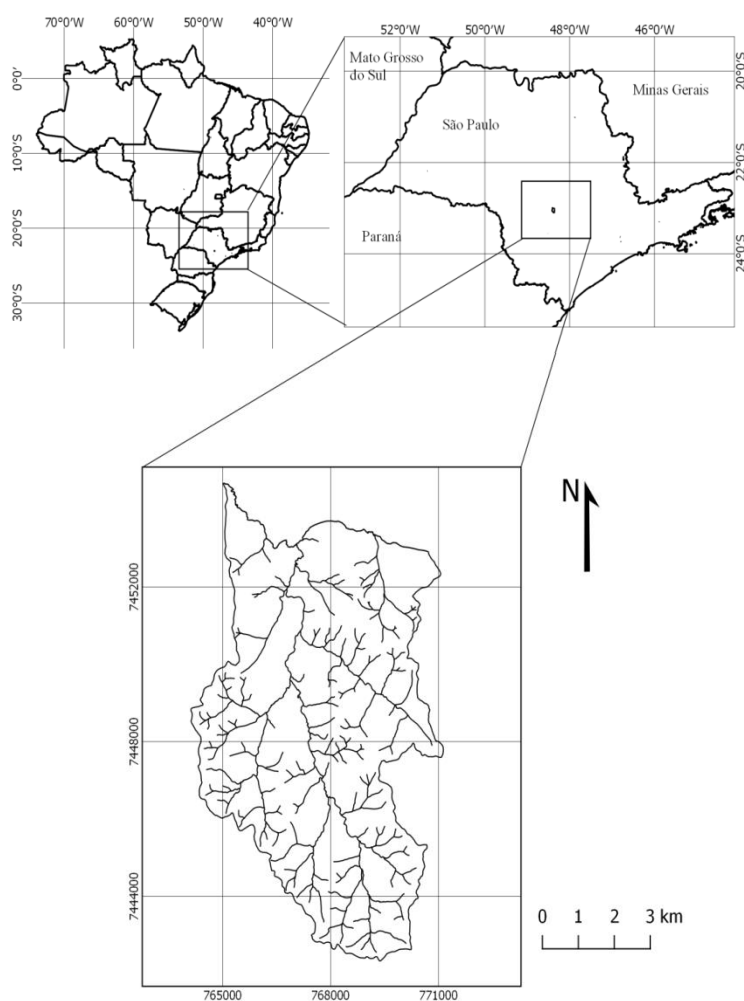 70°0'W 60°0'W 50°0'W 40°0'W
0°0'
10°0'S
20°0'S
30°0'S
52°0'W 50°0'W 48°0'W 46°0'W
Mato Grosso
do Sul
Minas Gerais
São Paulo
Paraná
20°0'S
22°0'S
24°0'S
N
7452000
7448000
7444000
765000 768000 771000
0 1 2 3 km